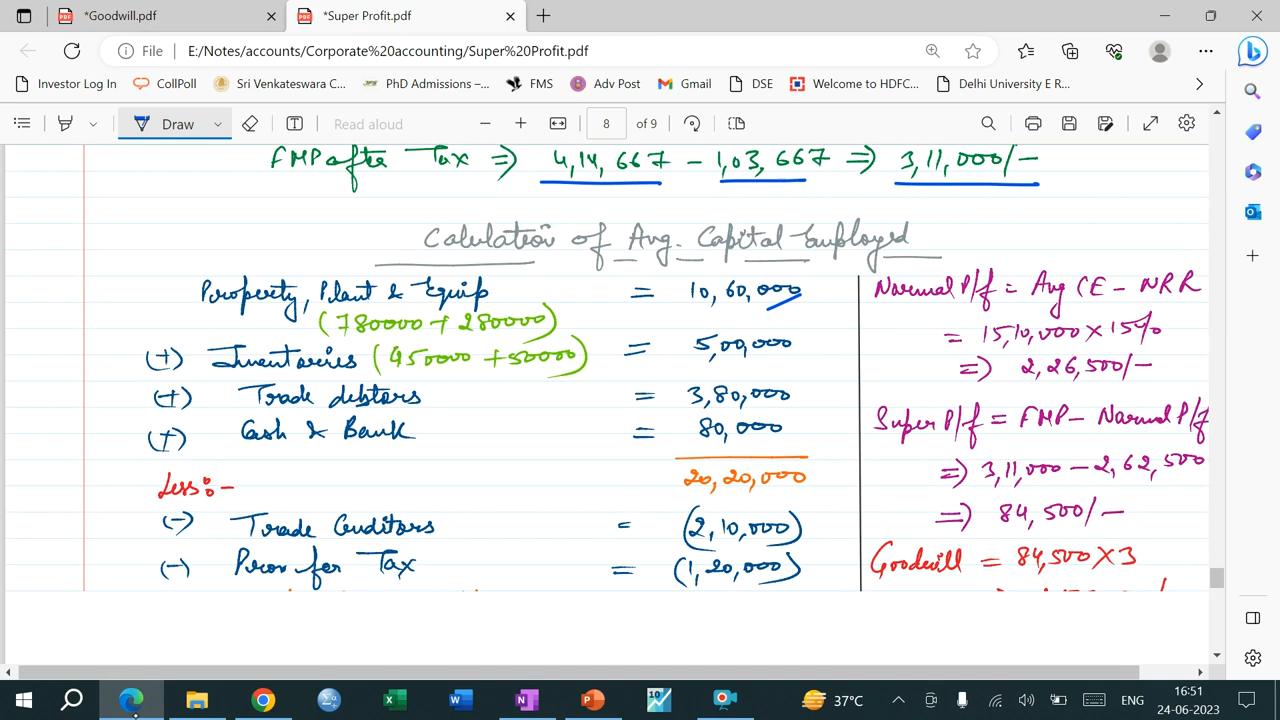 *Goodwill.pdf
*Super Profit.pdf
File E:/Notes/accounts/Corporate%20accounting/Super%20Profit.pdf
Investor Log In CollPoll Sri Venkateswara C... PhD Admissions –... FMS Adv Post Gmail DSE Welcome to HDFC... Delhi University E R...
Draw Read aloud 8 of 9
FMP after Tax => 4,14,667 - 1,03,667 => 3,11,000/-
Calculation of Avg. Capital Employed
Property, Plant & Equip = 10,60,000
(780000 + 280000)
(+) Inventories (450000 + 50000) = 5,00,000
(+) Trade debtors = 3,80,000
(+) Cash & Bank = 80,000
20,20,000
Less:-
(-) Trade Creditors = (2,10,000)
(-) Provn for Tax = (1,20,000)
Normal P/f = Avg CE - NRR
= 15,10,000 x 15%
=> 2,26,500/-
Super P/f = FMP - Normal P/f
=> 3,11,000 - 2,62,500
=> 84,500/-
Goodwill = 84,500 X 3
37°C ENG 16:51
24-06-2023